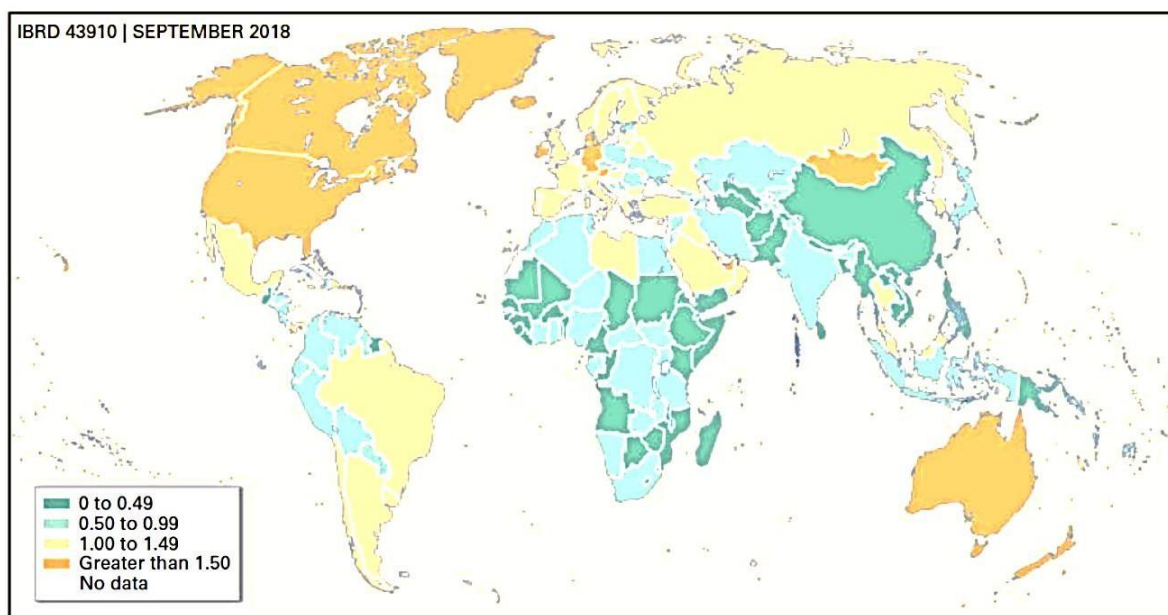 IBRD 43910 | SEPTEMBER 2018
0 to 0.49
0.50 to 0.99
1.00 to 1.49
Greater than 1.50
No data